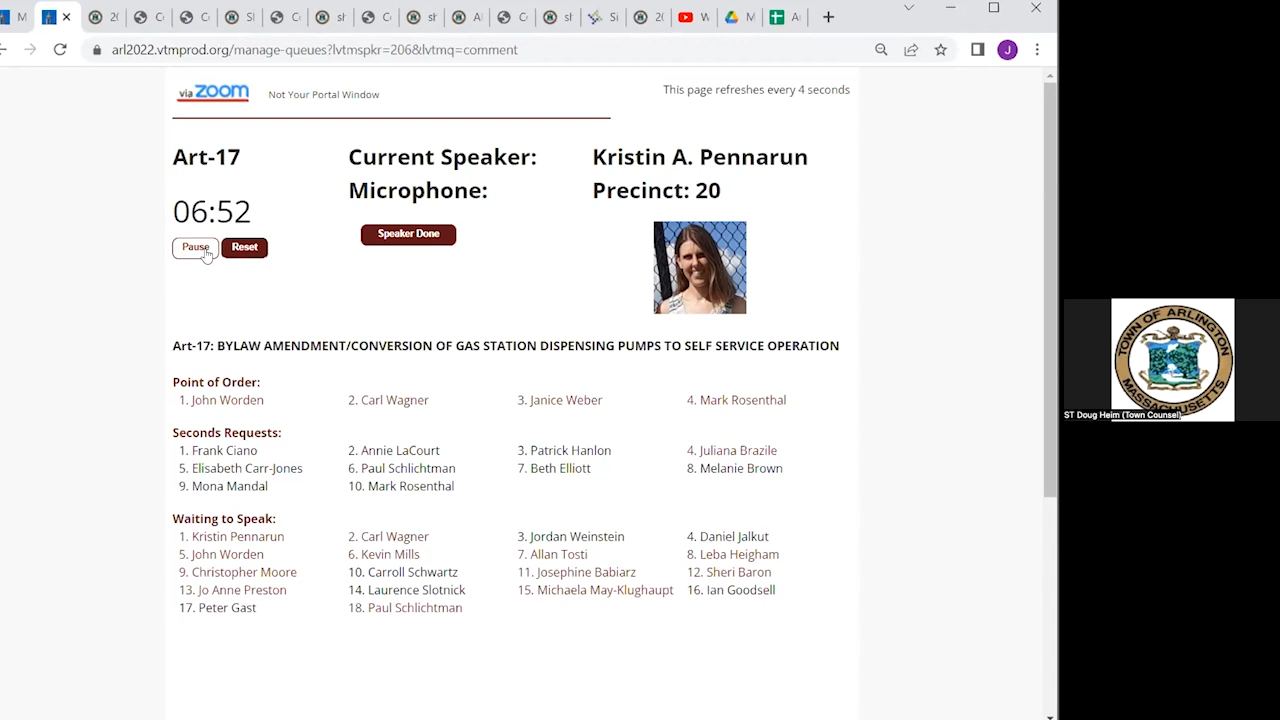 arl2022.vtmprod.org/manage-queues?lvtmspkr=206&lvtmq=comment
J
via zoom
Not Your Portal Window
This page refreshes every 4 seconds
Art-17
Current Speaker:
Kristin A. Pennarun
Microphone:
Precinct: 20
06:52
Speaker Done
Pause
Reset
Art-17: BYLAW AMENDMENT/CONVERSION OF GAS STATION DISPENSING PUMPS TO SELF SERVICE OPERATION
Point of Order:
1. John Worden 2. Carl Wagner 3. Janice Weber 4. Mark Rosenthal
Seconds Requests:
1. Frank Ciano 2. Annie LaCourt 3. Patrick Hanlon 4. Juliana Brazile
5. Elisabeth Carr-Jones 6. Paul Schlichtman 7. Beth Elliott 8. Melanie Brown
9. Mona Mandal 10. Mark Rosenthal
Waiting to Speak:
1. Kristin Pennarun 2. Carl Wagner 3. Jordan Weinstein 4. Daniel Jalkut
5. John Worden 6. Kevin Mills 7. Allan Tosti 8. Leba Heigham
9. Christopher Moore 10. Carroll Schwartz 11. Josephine Babiarz 12. Sheri Baron
13. Jo Anne Preston 14. Laurence Slotnick 15. Michaela May-Klughaupt 16. Ian Goodsell
17. Peter Gast 18. Paul Schlichtman
TOWN OF ARLINGTON
MASSACHUSETTS
ST Doug Heim (Town Counsel)